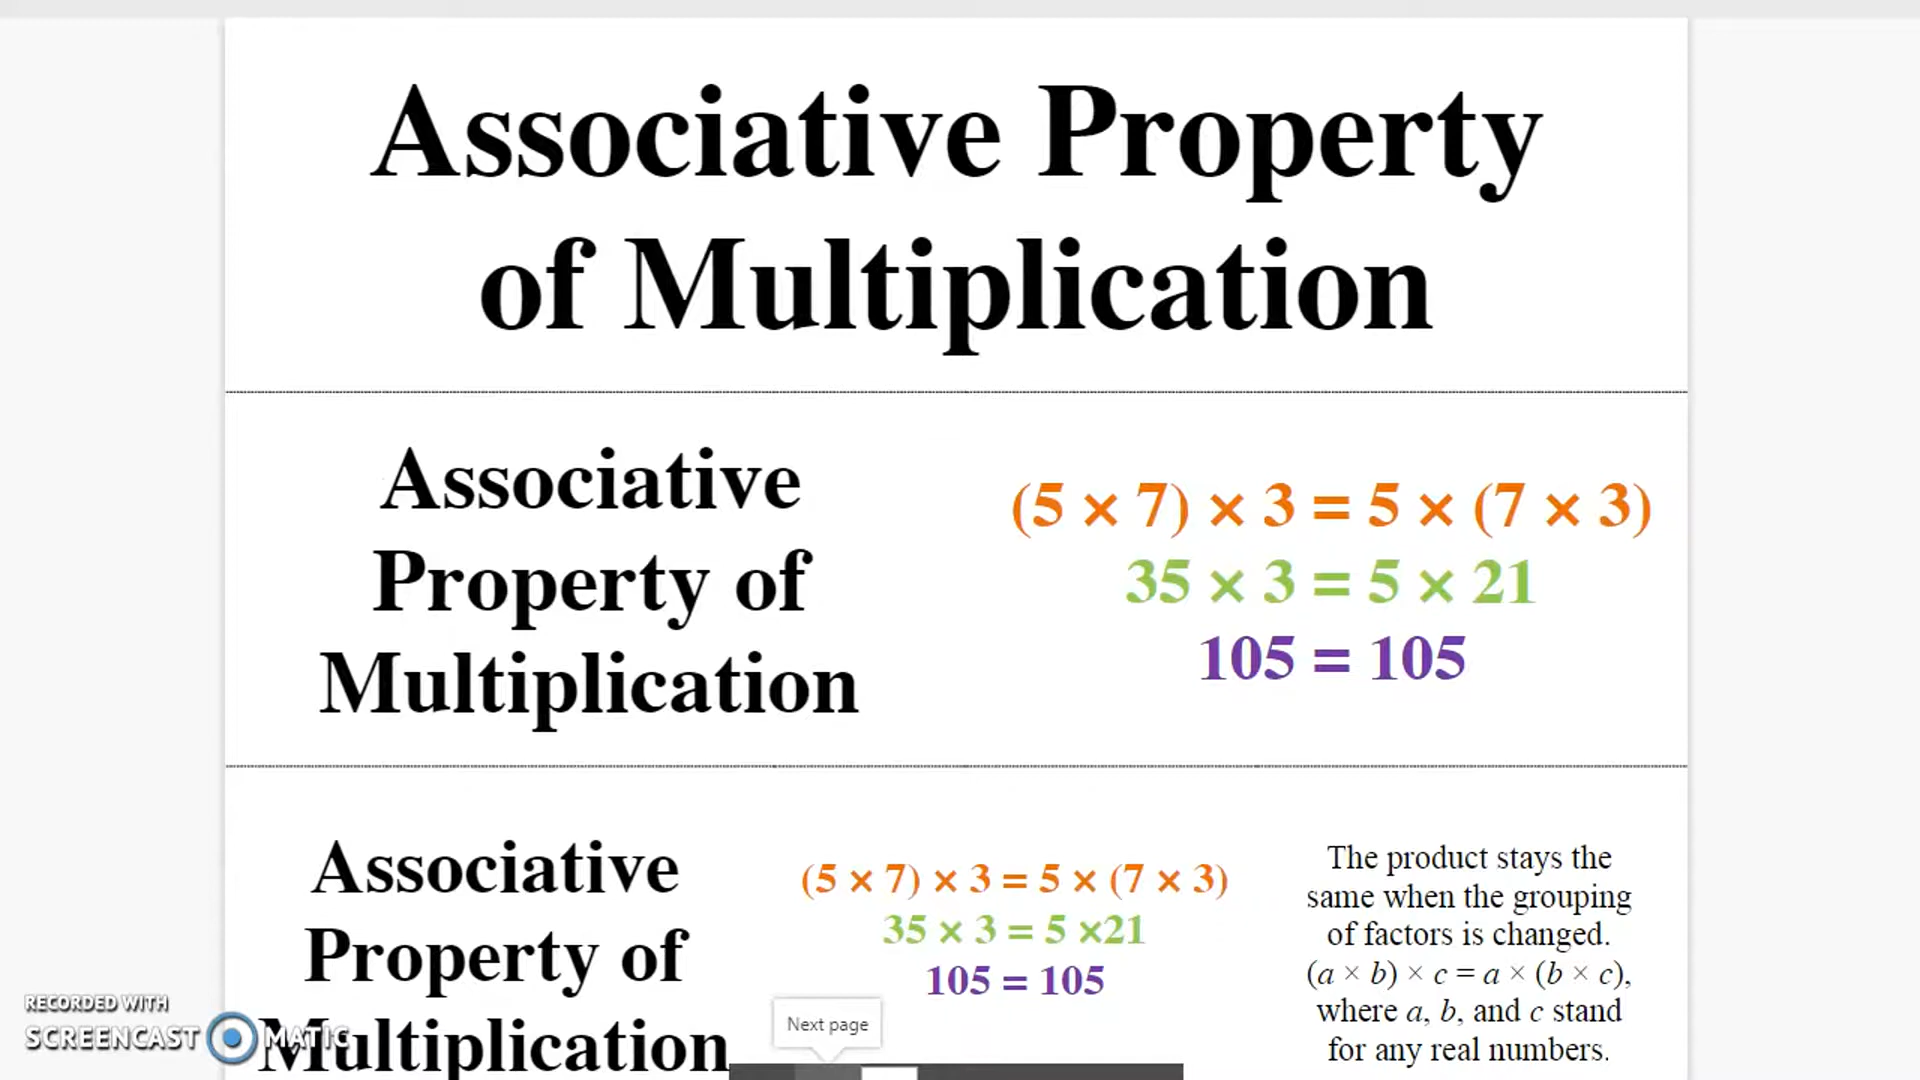 Associative Property
of Multiplication
Associative
Property of
Multiplication
(5 × 7) × 3 = 5 × (7 × 3)
35 × 3 = 5 × 21
105 = 105
Associative
Property of
Multiplication
(5 × 7) × 3 = 5 × (7 × 3)
35 × 3 = 5 ×21
105 = 105
The product stays the
same when the grouping
of factors is changed.
(a × b) × c = a × (b × c),
where a, b, and c stand
for any real numbers.
Next page
RECORDED WITH
SCREENCAST MATIC